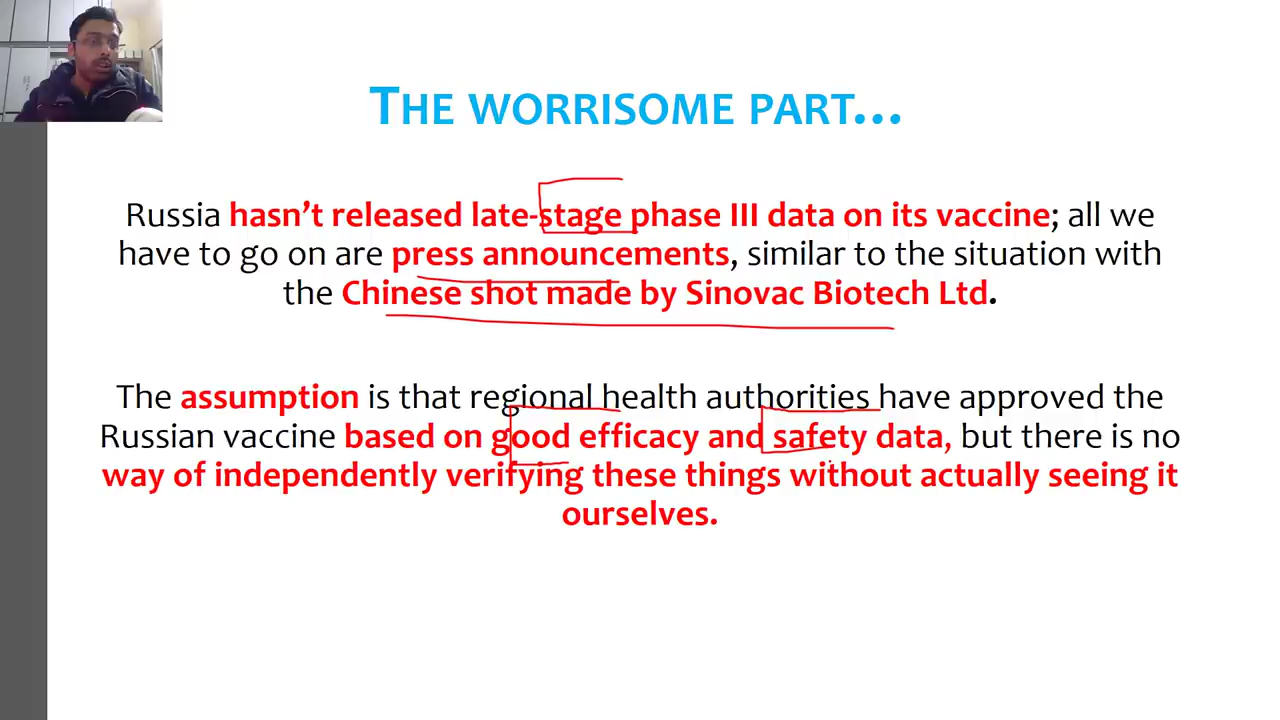 THE WORRISOME PART...
Russia hasn't released late-stage phase III data on its vaccine; all we
have to go on are press announcements, similar to the situation with
the Chinese shot made by Sinovac Biotech Ltd.
The assumption is that regional health authorities have approved the
Russian vaccine based on good efficacy and safety data, but there is no
way of independently verifying these things without actually seeing it
ourselves.